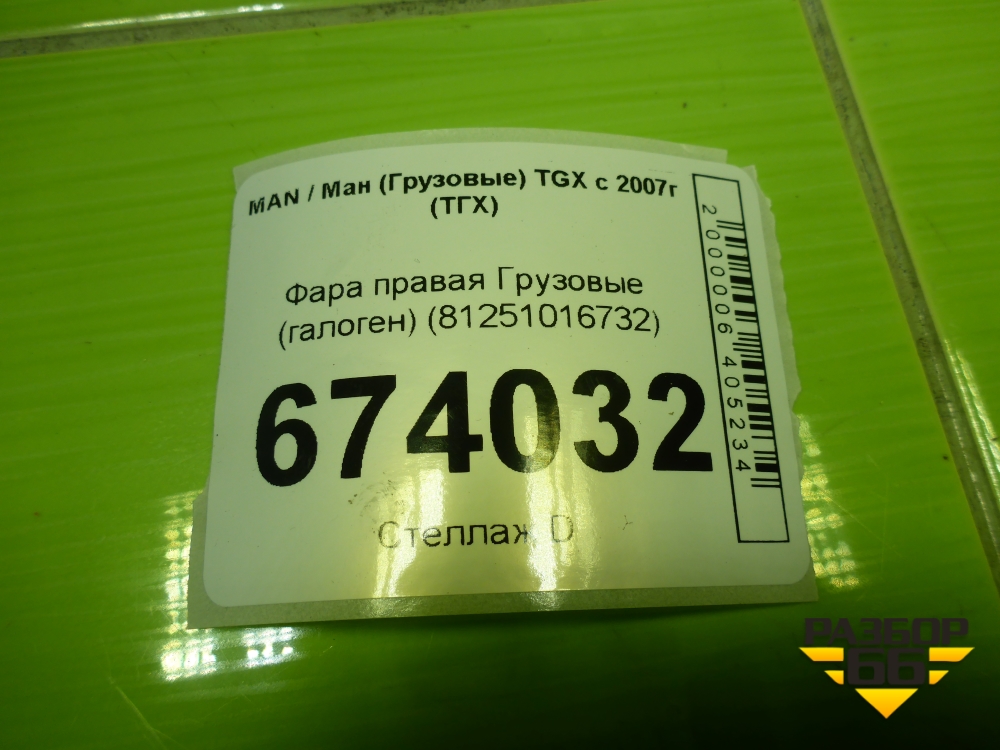 MAN / Ман (Грузовые) TGX с 2007г
(ТГХ)
Фара правая Грузовые
(галоген) (81251016732)
674032
Стеллаж D
2000006405234
РАЗБОР
66